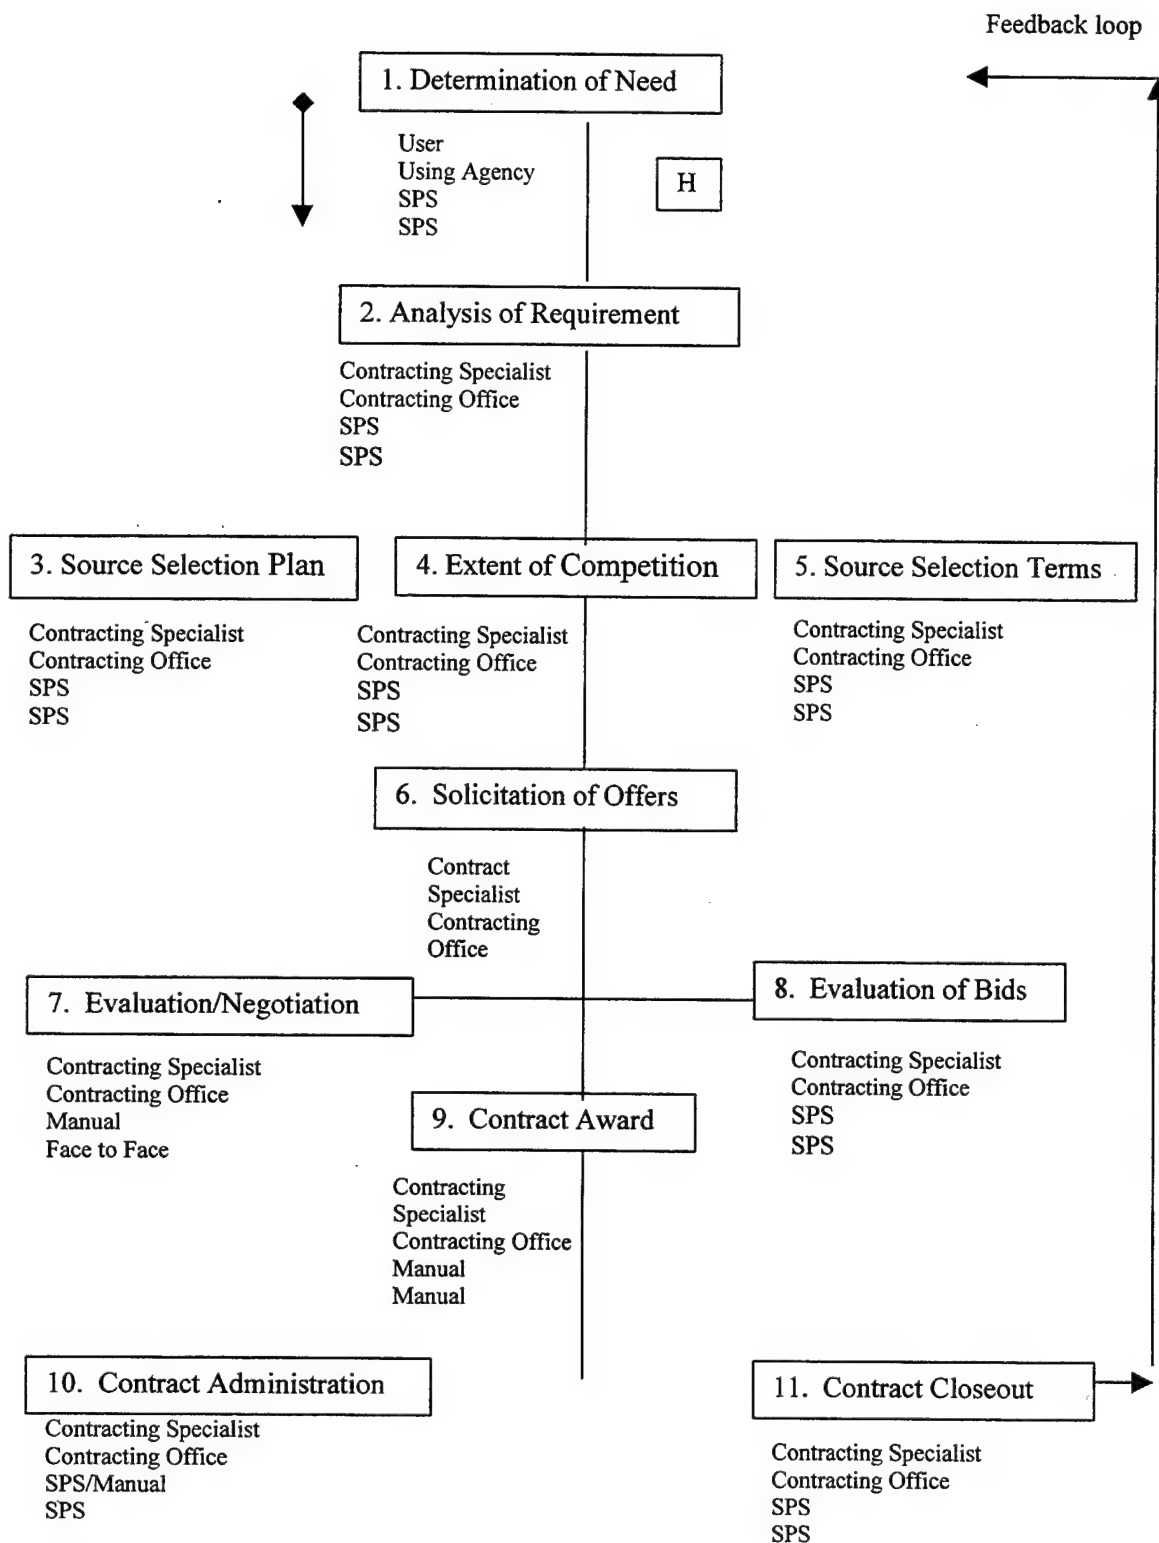 Feedback loop
1. Determination of Need
User
Using Agency
SPS
SPS
H
2. Analysis of Requirement
Contracting Specialist
Contracting Office
SPS
SPS
3. Source Selection Plan
Contracting Specialist
Contracting Office
SPS
SPS
4. Extent of Competition
Contracting Specialist
Contracting Office
SPS
SPS
5. Source Selection Terms
Contracting Specialist
Contracting Office
SPS
SPS
6. Solicitation of Offers
Contract
Specialist
Contracting
Office
7. Evaluation/Negotiation
Contracting Specialist
Contracting Office
Manual
Face to Face
8. Evaluation of Bids
Contracting Specialist
Contracting Office
SPS
SPS
9. Contract Award
Contracting
Specialist
Contracting Office
Manual
Manual
10. Contract Administration
Contracting Specialist
Contracting Office
SPS/Manual
SPS
11. Contract Closeout
Contracting Specialist
Contracting Office
SPS
SPS